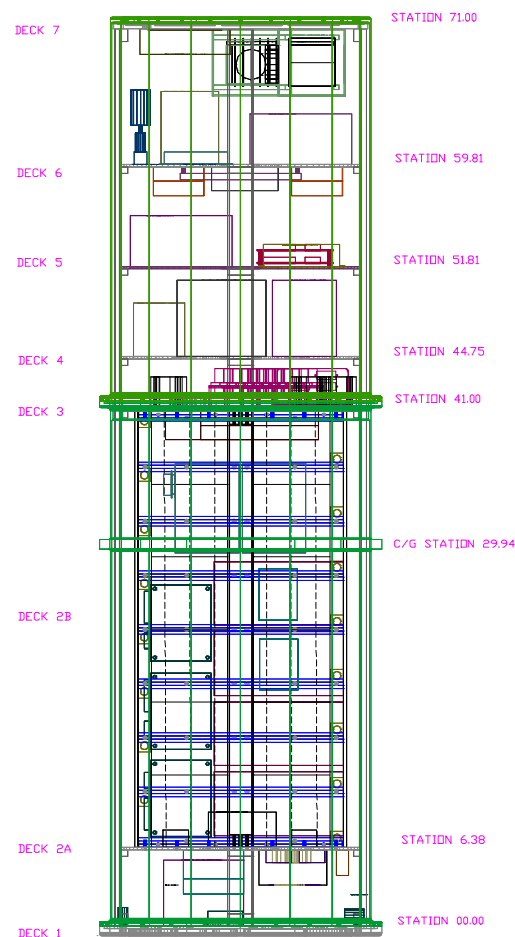 STATION 71.00
DECK 7
STATION 59.81
DECK 6
STATION 51.81
DECK 5
STATION 44.75
DECK 4
STATION 41.00
DECK 3
C/G STATION 29.94
DECK 2B
STATION 6.38
DECK 2A
STATION 00.00
DECK 1